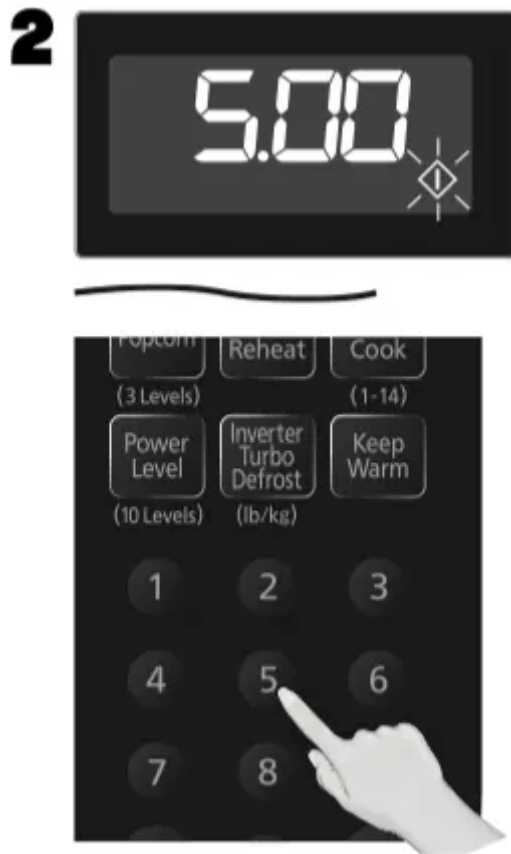 2
5.00
Popcorn
Reheat
Cook
(3 Levels)
(1-14)
Power
Level
Inverter
Turbo
Defrost
Keep
Warm
(10 Levels)
(lb/kg)
1 2 3
4 5 6
7 8